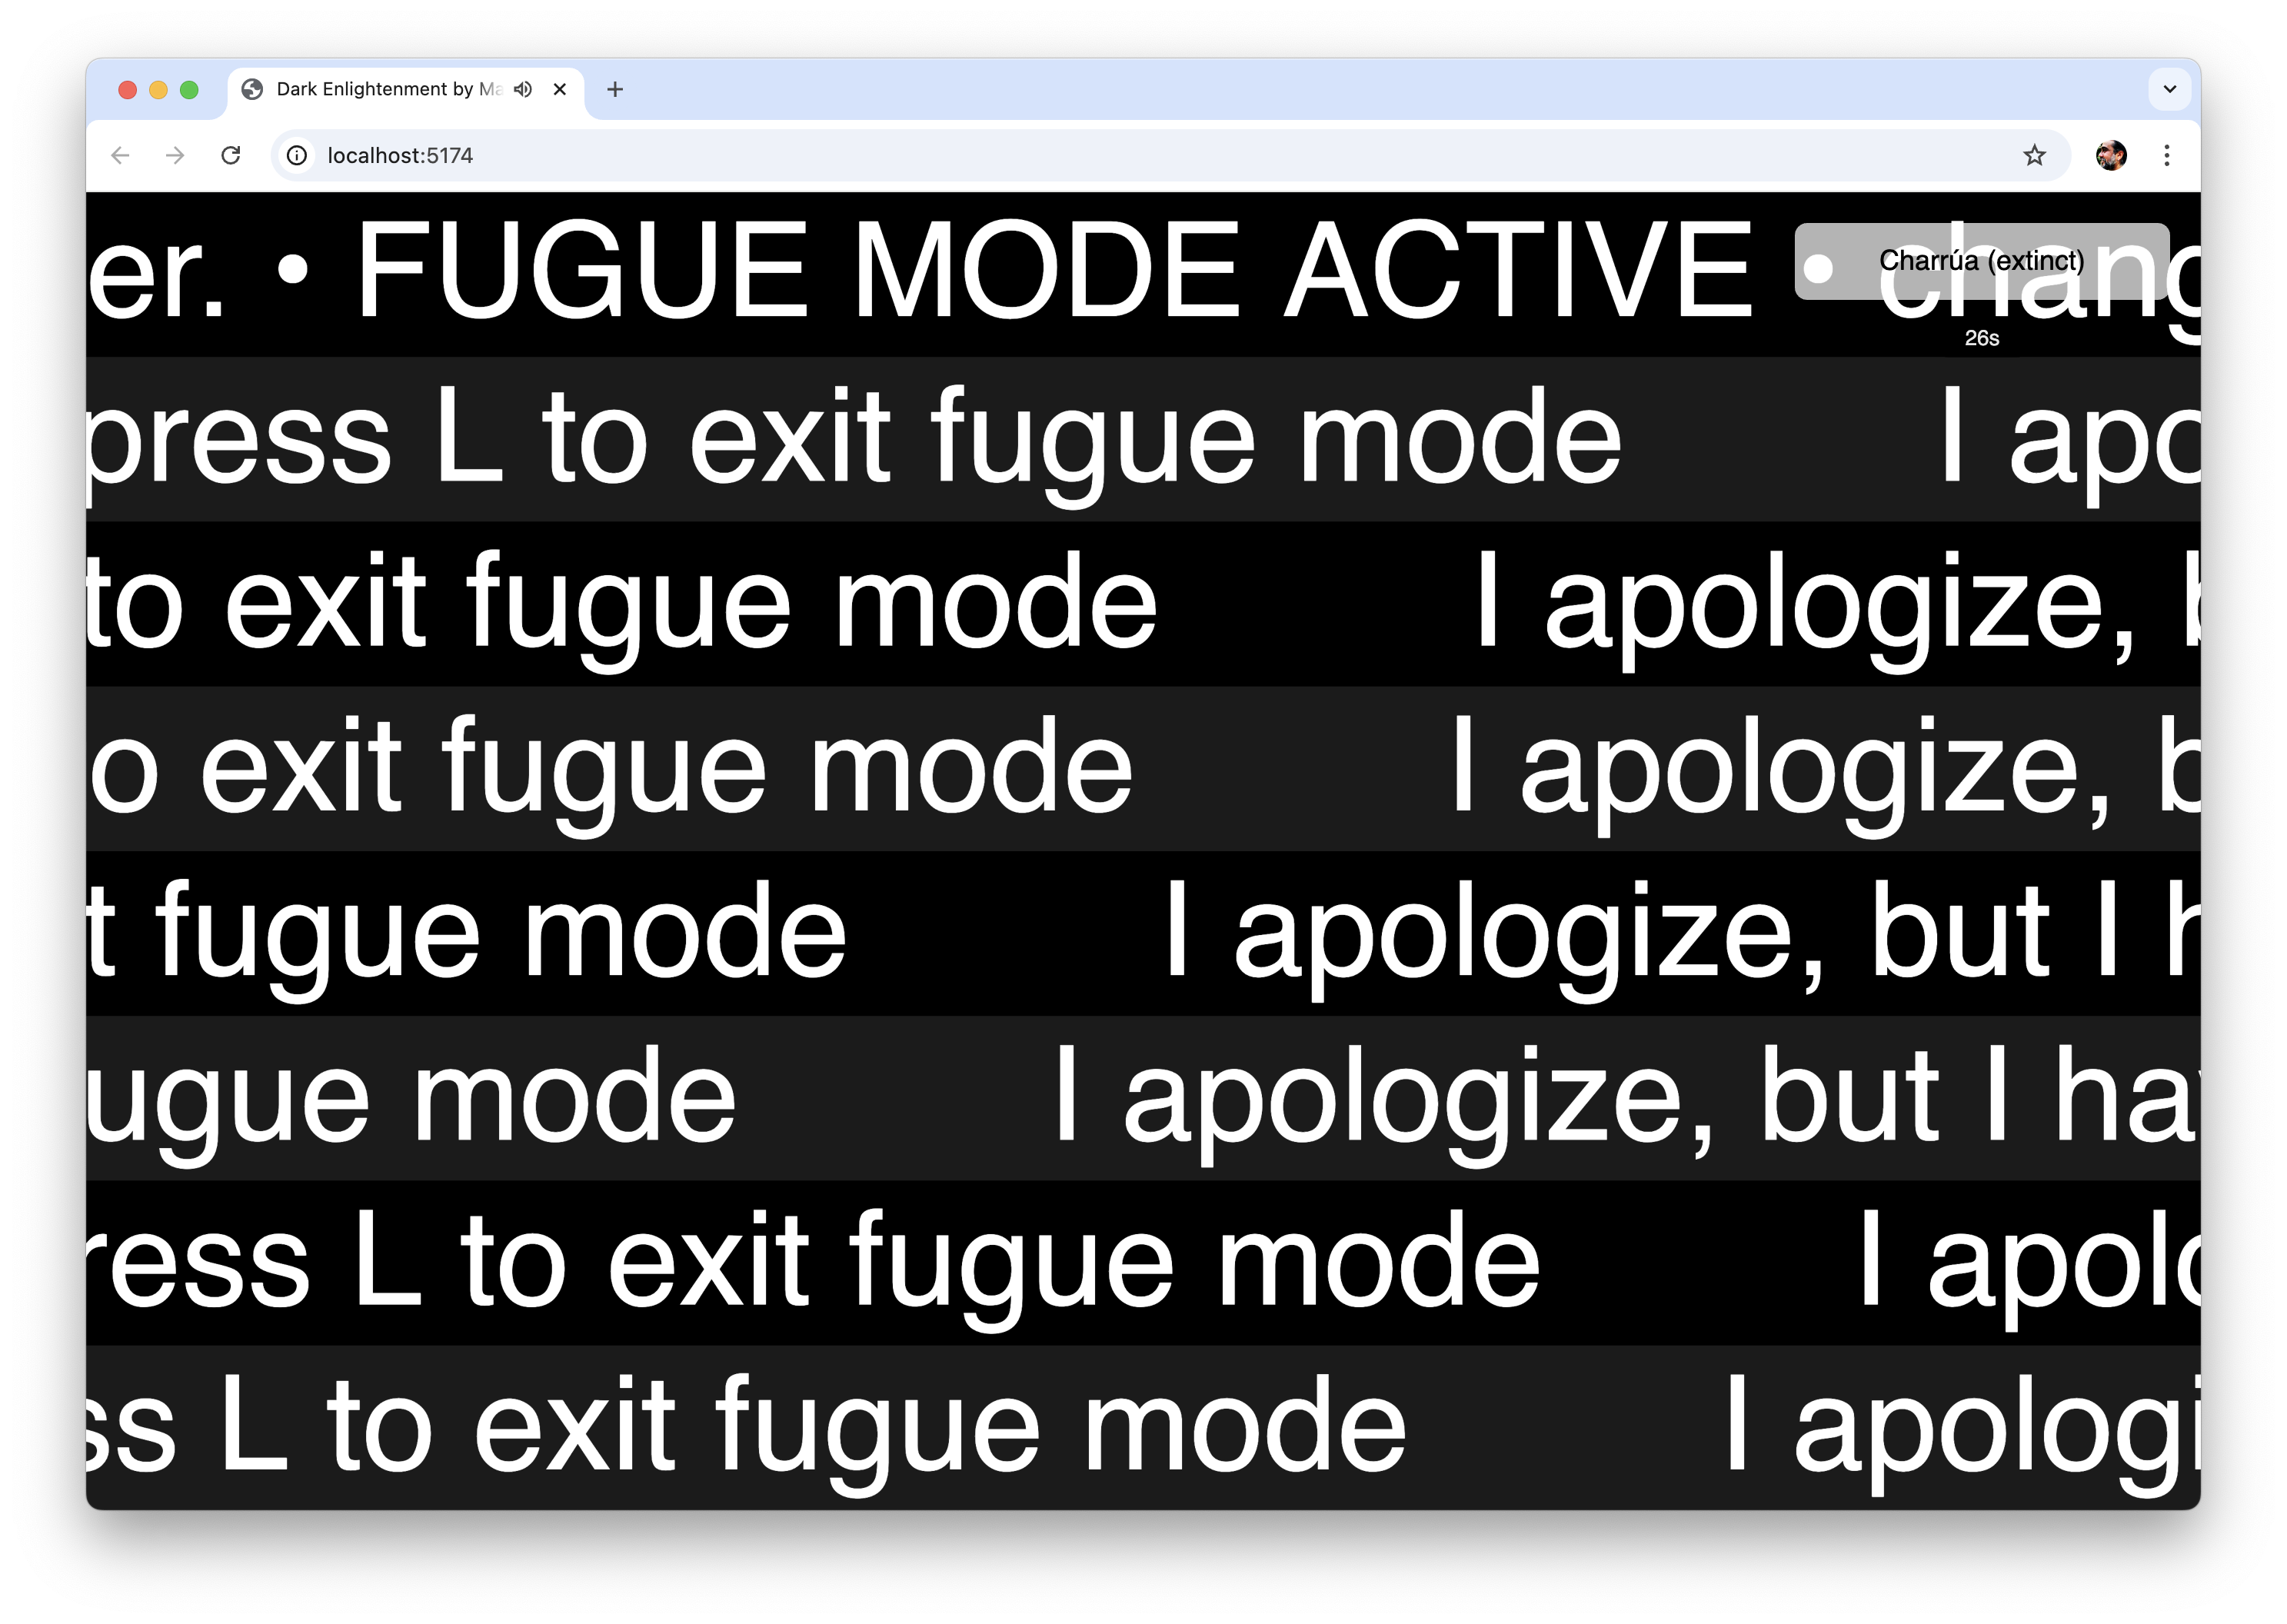 Dark Enlightenment by Ma
localhost:5174
er. • FUGUE MODE ACTIVE • chang
Charrúa (extinct)
26s
press L to exit fugue mode I apo
to exit fugue mode I apologize, b
o exit fugue mode I apologize, b
t fugue mode I apologize, but I h
ugue mode I apologize, but I hav
ress L to exit fugue mode I apolo
ss L to exit fugue mode I apologi